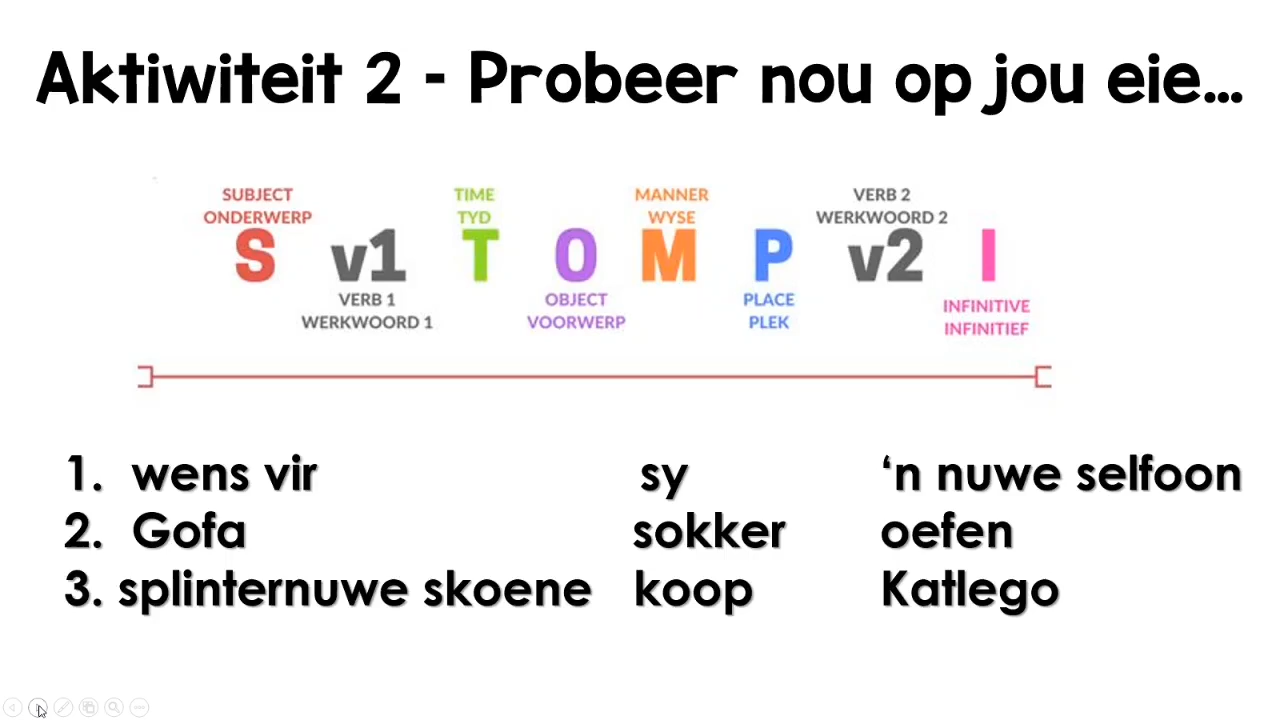 Aktiwiteit 2 - Probeer nou op jou eie...
SUBJECT TIME MANNER VERB 2
ONDERWERP TYD WYSE WERKWOORD 2
S v1 T O M P v2 I
VERB 1 OBJECT PLACE INFINITIVE
WERKWOORD 1 VOORWERP PLEK INFINITIEF
1. wens vir sy ‘n nuwe selfoon
2. Gofa sokker oefen
3. splinternuwe skoene koop Katlego